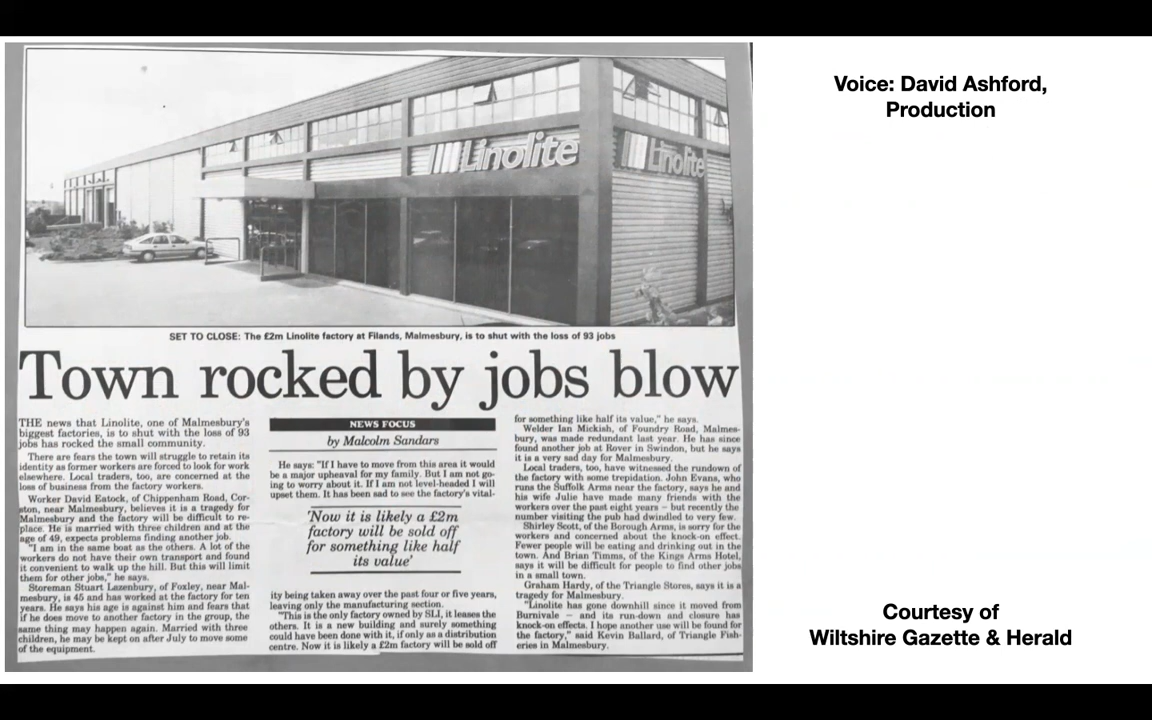 Voice: David Ashford,
Production
Linolite
Linolite
SET TO CLOSE: The £2m Linolite factory at Filands, Malmesbury, is to shut with the loss of 93 jobs
Town rocked by jobs blow
THE news that Linolite, one of Malmesbury's
biggest factories, is to shut with the loss of 93
jobs has rocked the small community.
There are fears the town will struggle to retain its
identity as former workers are forced to look for work
elsewhere. Local traders, too, are concerned at the
loss of business from the factory workers.
Worker David Eatock, of Chippenham Road, Cor-
ston, near Malmesbury, believes it is a tragedy for
Malmesbury and the factory will be difficult to re-
place. He is married with three children and at the
age of 49, expects problems finding another job.
"I am in the same boat as the others. A lot of the
workers do not have their own transport and found
it convenient to walk up the hill. But this will limit
them for other jobs," he says.
Storeman Stuart Lazenbury, of Foxley, near Mal-
mesbury, is 45 and has worked at the factory for ten
years. He says his age is against him and fears that
if he does move to another factory in the group, the
same thing may happen again. Married with three
children, he may be kept on after July to move some
of the equipment.
NEWS FOCUS
by Malcolm Sandars
He says: "If I have to move from this area it would
be a major upheaval for my family. But I am not go-
ing to worry about it. If I am not level-headed I will
upset them. It has been sad to see the factory's vital-
'Now it is likely a £2m
factory will be sold off
for something like half
its value'
ity being taken away over the past four or five years,
leaving only the manufacturing section.
"This is the only factory owned by SLI, it leases the
others. It is a new building and surely something
could have been done with it, if only as a distribution
centre. Now it is likely a £2m factory will be sold off
for something like half its value," he says.
Welder Ian Mickish, of Foundry Road, Malmes-
bury, was made redundant last year. He has since
found another job at Rover in Swindon, but he says
it is a very sad day for Malmesbury.
Local traders, too, have witnessed the rundown of
the factory with some trepidation. John Evans, who
runs the Suffolk Arms near the factory, says he and
his wife Julie have made many friends with the
workers over the past eight years – but recently the
number visiting the pub had dwindled to very few.
Shirley Scott, of the Borough Arms, is sorry for the
workers and concerned about the knock-on effect.
Fewer people will be eating and drinking out in the
town. And Brian Timms, of the Kings Arms Hotel,
says it will be difficult for people to find other jobs
in a small town.
Graham Hardy, of the Triangle Stores, says it is a
tragedy for Malmesbury.
"Linolite has gone downhill since it moved from
Burnivale – and its run-down and closure has
knock-on effects. I hope another use will be found for
the factory," said Kevin Ballard, of Triangle Fish-
eries in Malmesbury.
Courtesy of
Wiltshire Gazette & Herald